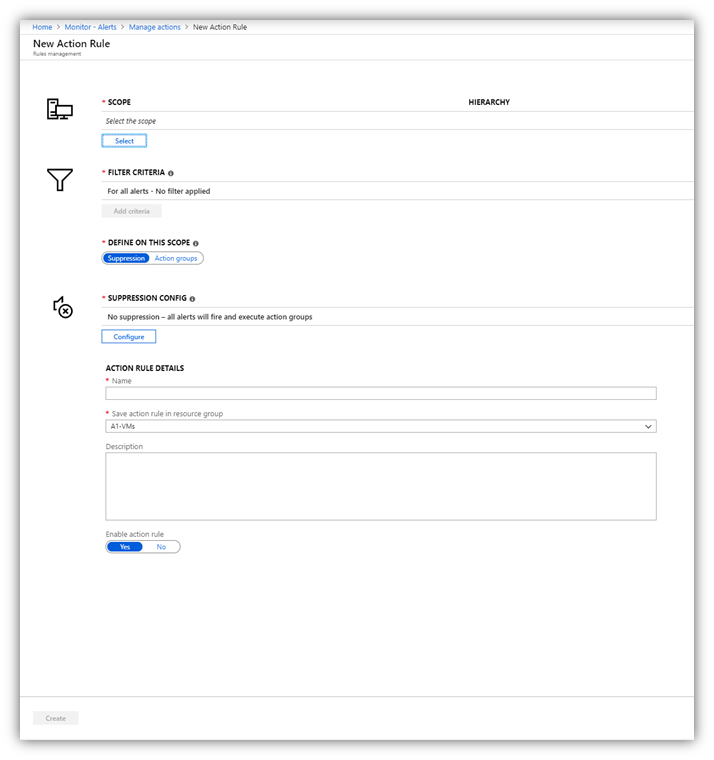 Home > Monitor - Alerts > Manage actions > New Action Rule
New Action Rule
Rules management
* SCOPE HIERARCHY
Select the scope
Select
* FILTER CRITERIA
For all alerts - No filter applied
Add criteria
* DEFINE ON THIS SCOPE
Suppression Action groups
* SUPPRESSION CONFIG
No suppression – all alerts will fire and execute action groups
Configure
ACTION RULE DETAILS
* Name
* Save action rule in resource group
A1-VMs
Description
Enable action rule
Yes No
Create